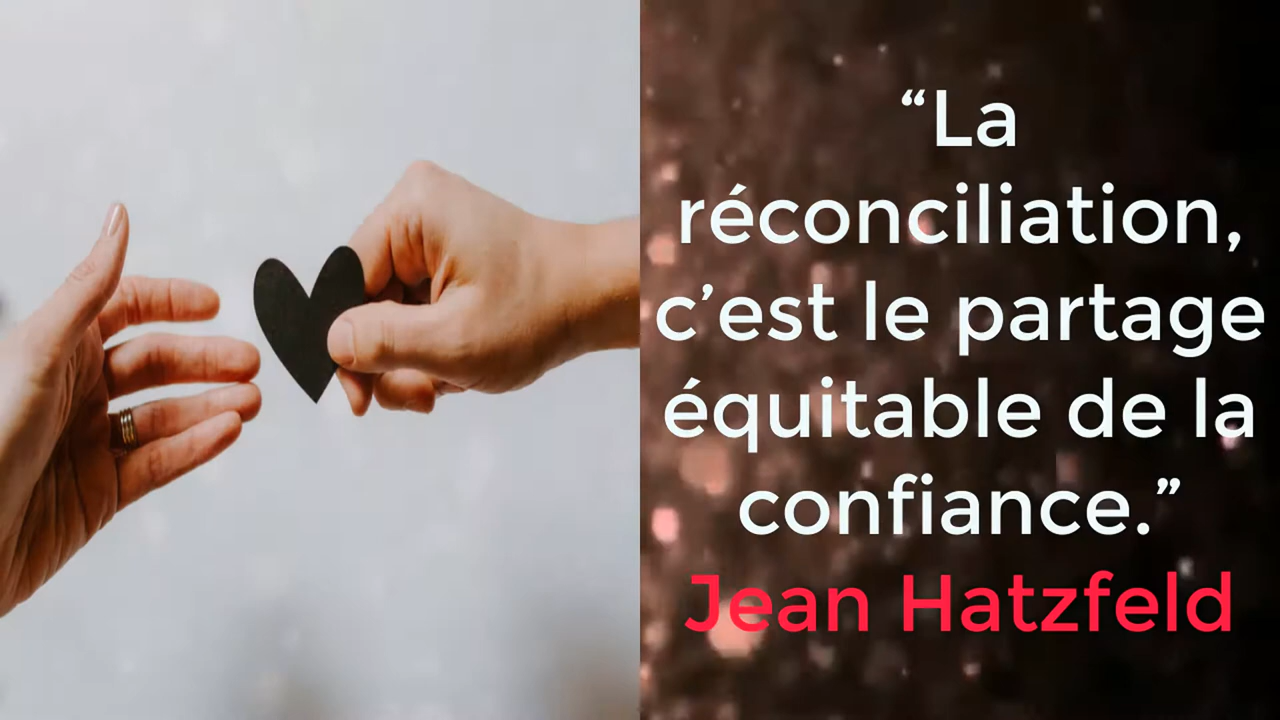 “La
réconciliation,
c’est le partage
équitable de la
confiance.”
Jean Hatzfeld